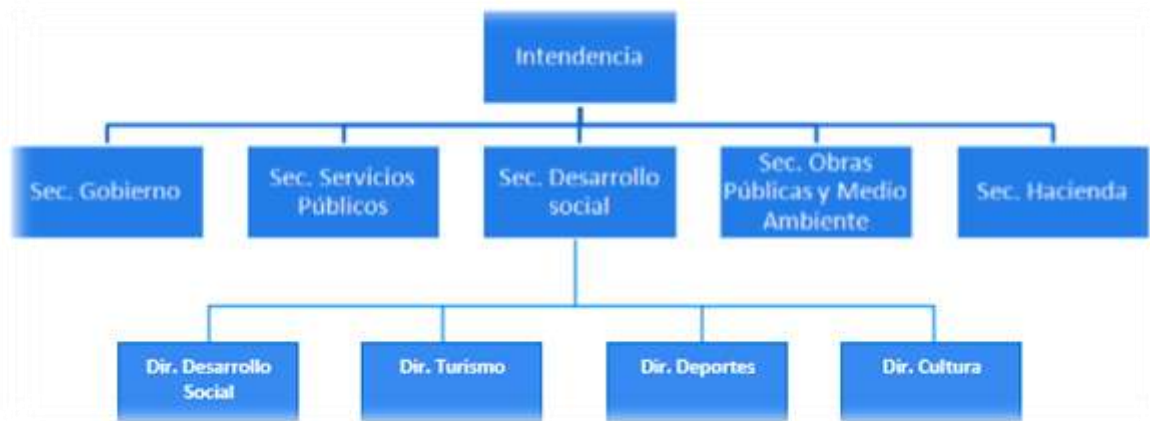 Intendencia
Sec. Gobierno
Sec. Servicios
Públicos
Sec. Desarrollo
social
Sec. Obras
Públicas y Medio
Ambiente
Sec. Hacienda
Dir. Desarrollo
Social
Dir. Turismo
Dir. Deportes
Dir. Cultura